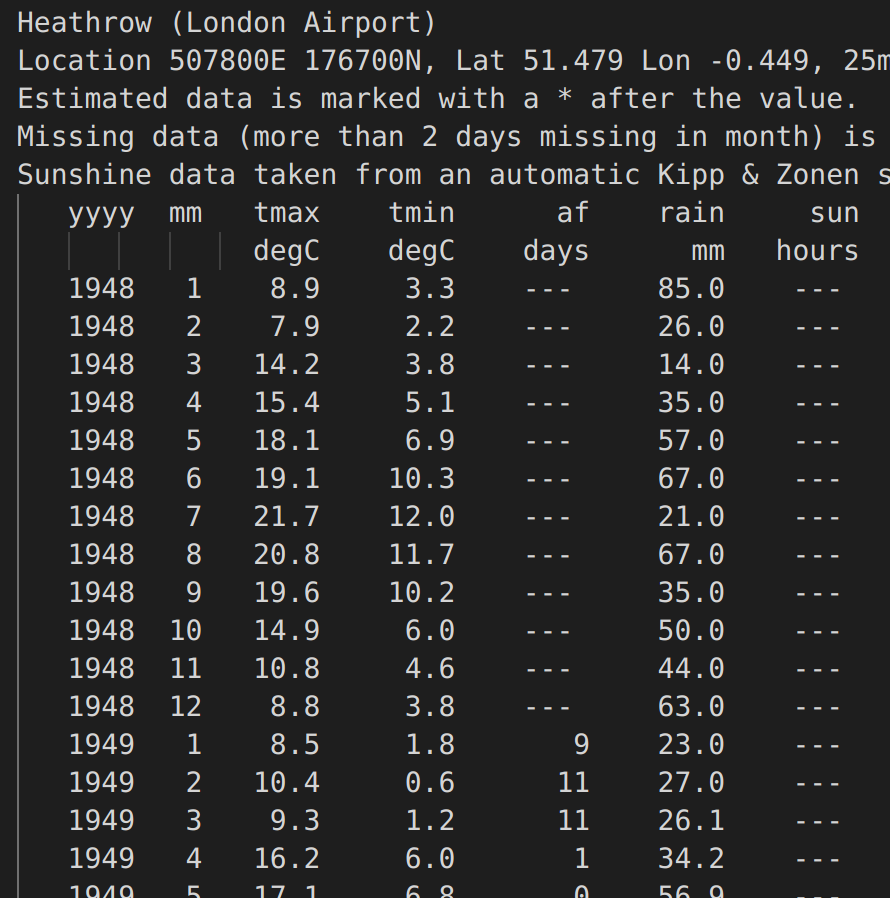 Heathrow (London Airport)
Location 507800E 176700N, Lat 51.479 Lon -0.449, 25m
Estimated data is marked with a * after the value.
Missing data (more than 2 days missing in month) is
Sunshine data taken from an automatic Kipp & Zonen s
yyyy mm tmax tmin af rain sun
degC degC days mm hours
1948 1 8.9 3.3 --- 85.0 ---
1948 2 7.9 2.2 --- 26.0 ---
1948 3 14.2 3.8 --- 14.0 ---
1948 4 15.4 5.1 --- 35.0 ---
1948 5 18.1 6.9 --- 57.0 ---
1948 6 19.1 10.3 --- 67.0 ---
1948 7 21.7 12.0 --- 21.0 ---
1948 8 20.8 11.7 --- 67.0 ---
1948 9 19.6 10.2 --- 35.0 ---
1948 10 14.9 6.0 --- 50.0 ---
1948 11 10.8 4.6 --- 44.0 ---
1948 12 8.8 3.8 --- 63.0 ---
1949 1 8.5 1.8 9 23.0 ---
1949 2 10.4 0.6 11 27.0 ---
1949 3 9.3 1.2 11 26.1 ---
1949 4 16.2 6.0 1 34.2 ---
1949 5 17.1 6.8 0 56.9 ---